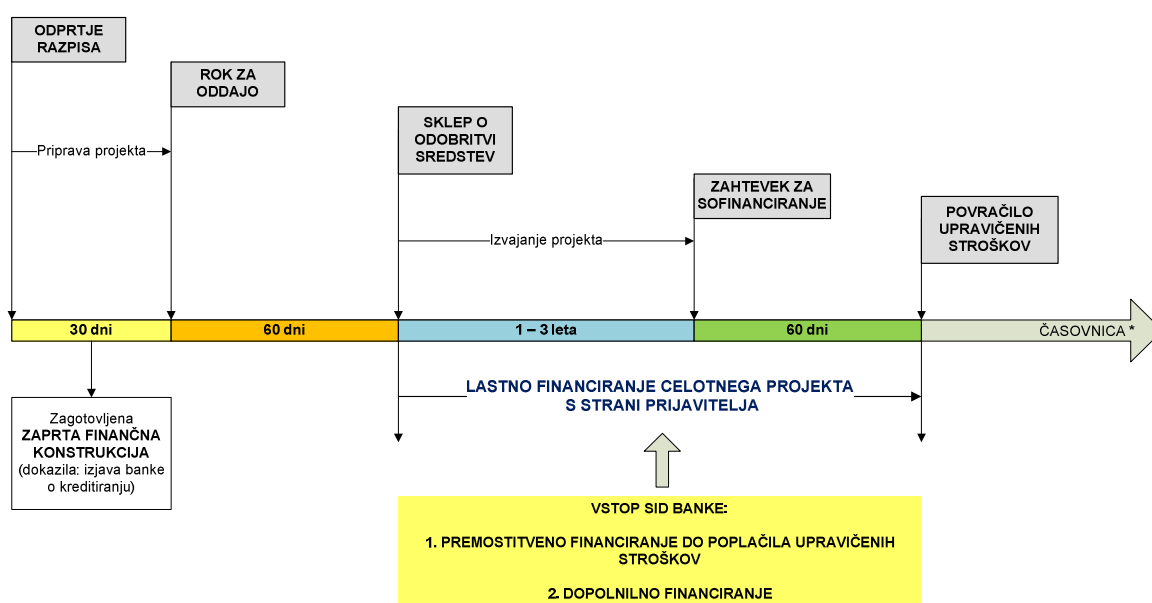 ODPRTJE
RAZPISA
ROK ZA
ODDAJO
SKLEP O
ODOBRITVI
SREDSTEV
ZAHTEVEK ZA
SOFINANCIRANJE
POVRAČILO
UPRAVIČENIH
STROŠKOV
Priprava projekta
Izvajanje projekta
30 dni
60 dni
1 – 3 leta
60 dni
ČASOVNICA *
LASTNO FINANCIRANJE CELOTNEGA PROJEKTA
S STRANI PRIJAVITELJA
Zagotovljena
ZAPRTA FINANČNA
KONSTRUKCIJA
(dokazila: izjava banke
o kreditiranju)
VSTOP SID BANKE:
1. PREMOSTITVENO FINANCIRANJE DO POPLAČILA UPRAVIČENIH
STROŠKOV
2. DOPOLNILNO FINANCIRANJE